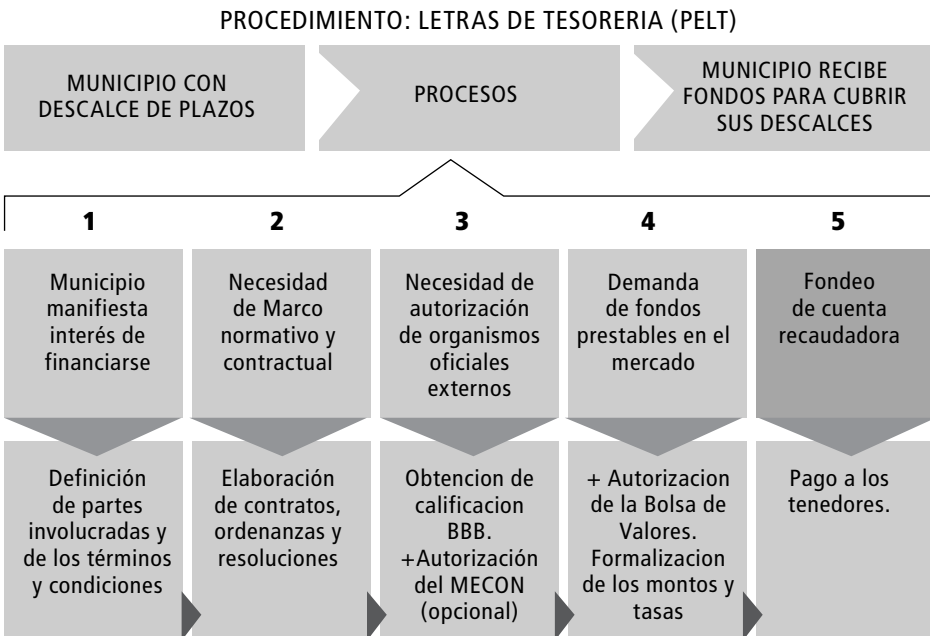 PROCEDIMIENTO: LETRAS DE TESORERIA (PELT)
MUNICIPIO CON
DESCALCE DE PLAZOS
PROCESOS
MUNICIPIO RECIBE
FONDOS PARA CUBRIR
SUS DESCALCES
1
Municipio
manifiesta
interés de
financiarse
Definición
de partes
involucradas y
de los términos
y condiciones
2
Necesidad
de Marco
normativo y
contractual
Elaboración
de contratos,
ordenanzas y
resoluciones
3
Necesidad de
autorización
de organismos
oficiales
externos
Obtencion de
calificacion
BBB.
+Autorización
del MECON
(opcional)
4
Demanda
de fondos
prestables en el
mercado
+ Autorizacion
de la Bolsa de
Valores.
Formalizacion
de los montos y
tasas
5
Fondeo
de cuenta
recaudadora
Pago a los
tenedores.